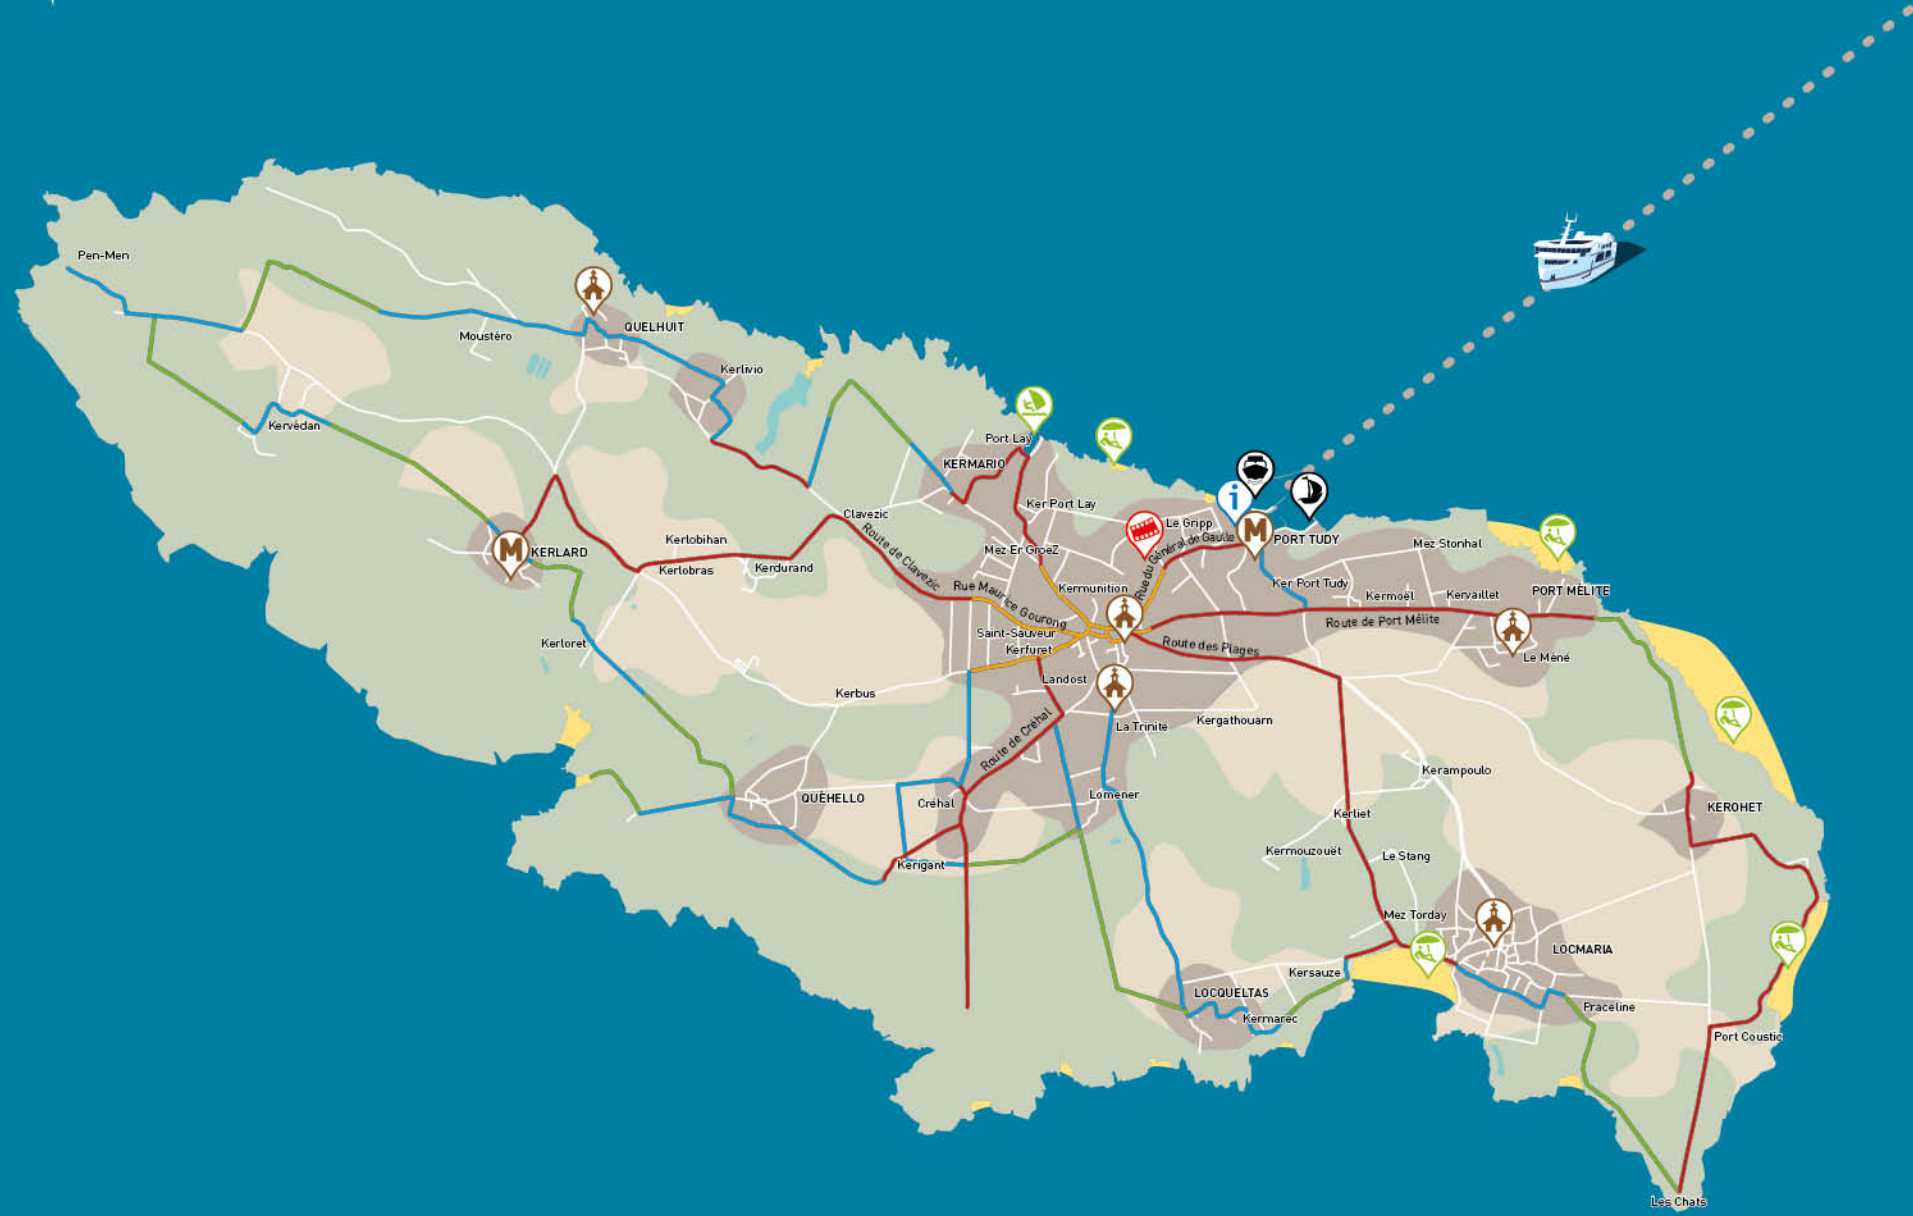 Pen-Men
QUELHUIT
Moustéro
Kerlivio
Kervédan
Port Lay
KERMARIO
Ker Port Lay
Clavezic
Le Gripp
PORT TUDY
Mez Stonhal
KERLARD
Kerlobihan
Kerlobras
Kerdurand
Route de Clavezic
Mez Er GroeZ
Rue du Général de Gaulle
Ker Port Tudy
Kermoël
Kervaillet
PORT MÉLITE
Rue Maurice Gourong
Kermunition
Saint-Sauveur
Kerfuret
Route de Port Mélite
Route des Plages
Le Méné
Kerloret
Landost
Kerbus
La Trinité
Kergathouarn
Route de Créhal
Kerampoulo
QUÉHELLO
Créhal
Lomener
Kerliet
KEROHET
Kermouzouët
Le Stang
Kerigant
Mez Torday
LOCMARIA
Kersauze
LOCQUELTAS
Kermarec
Praceline
Port Coustic
Les Chats
M
M
i